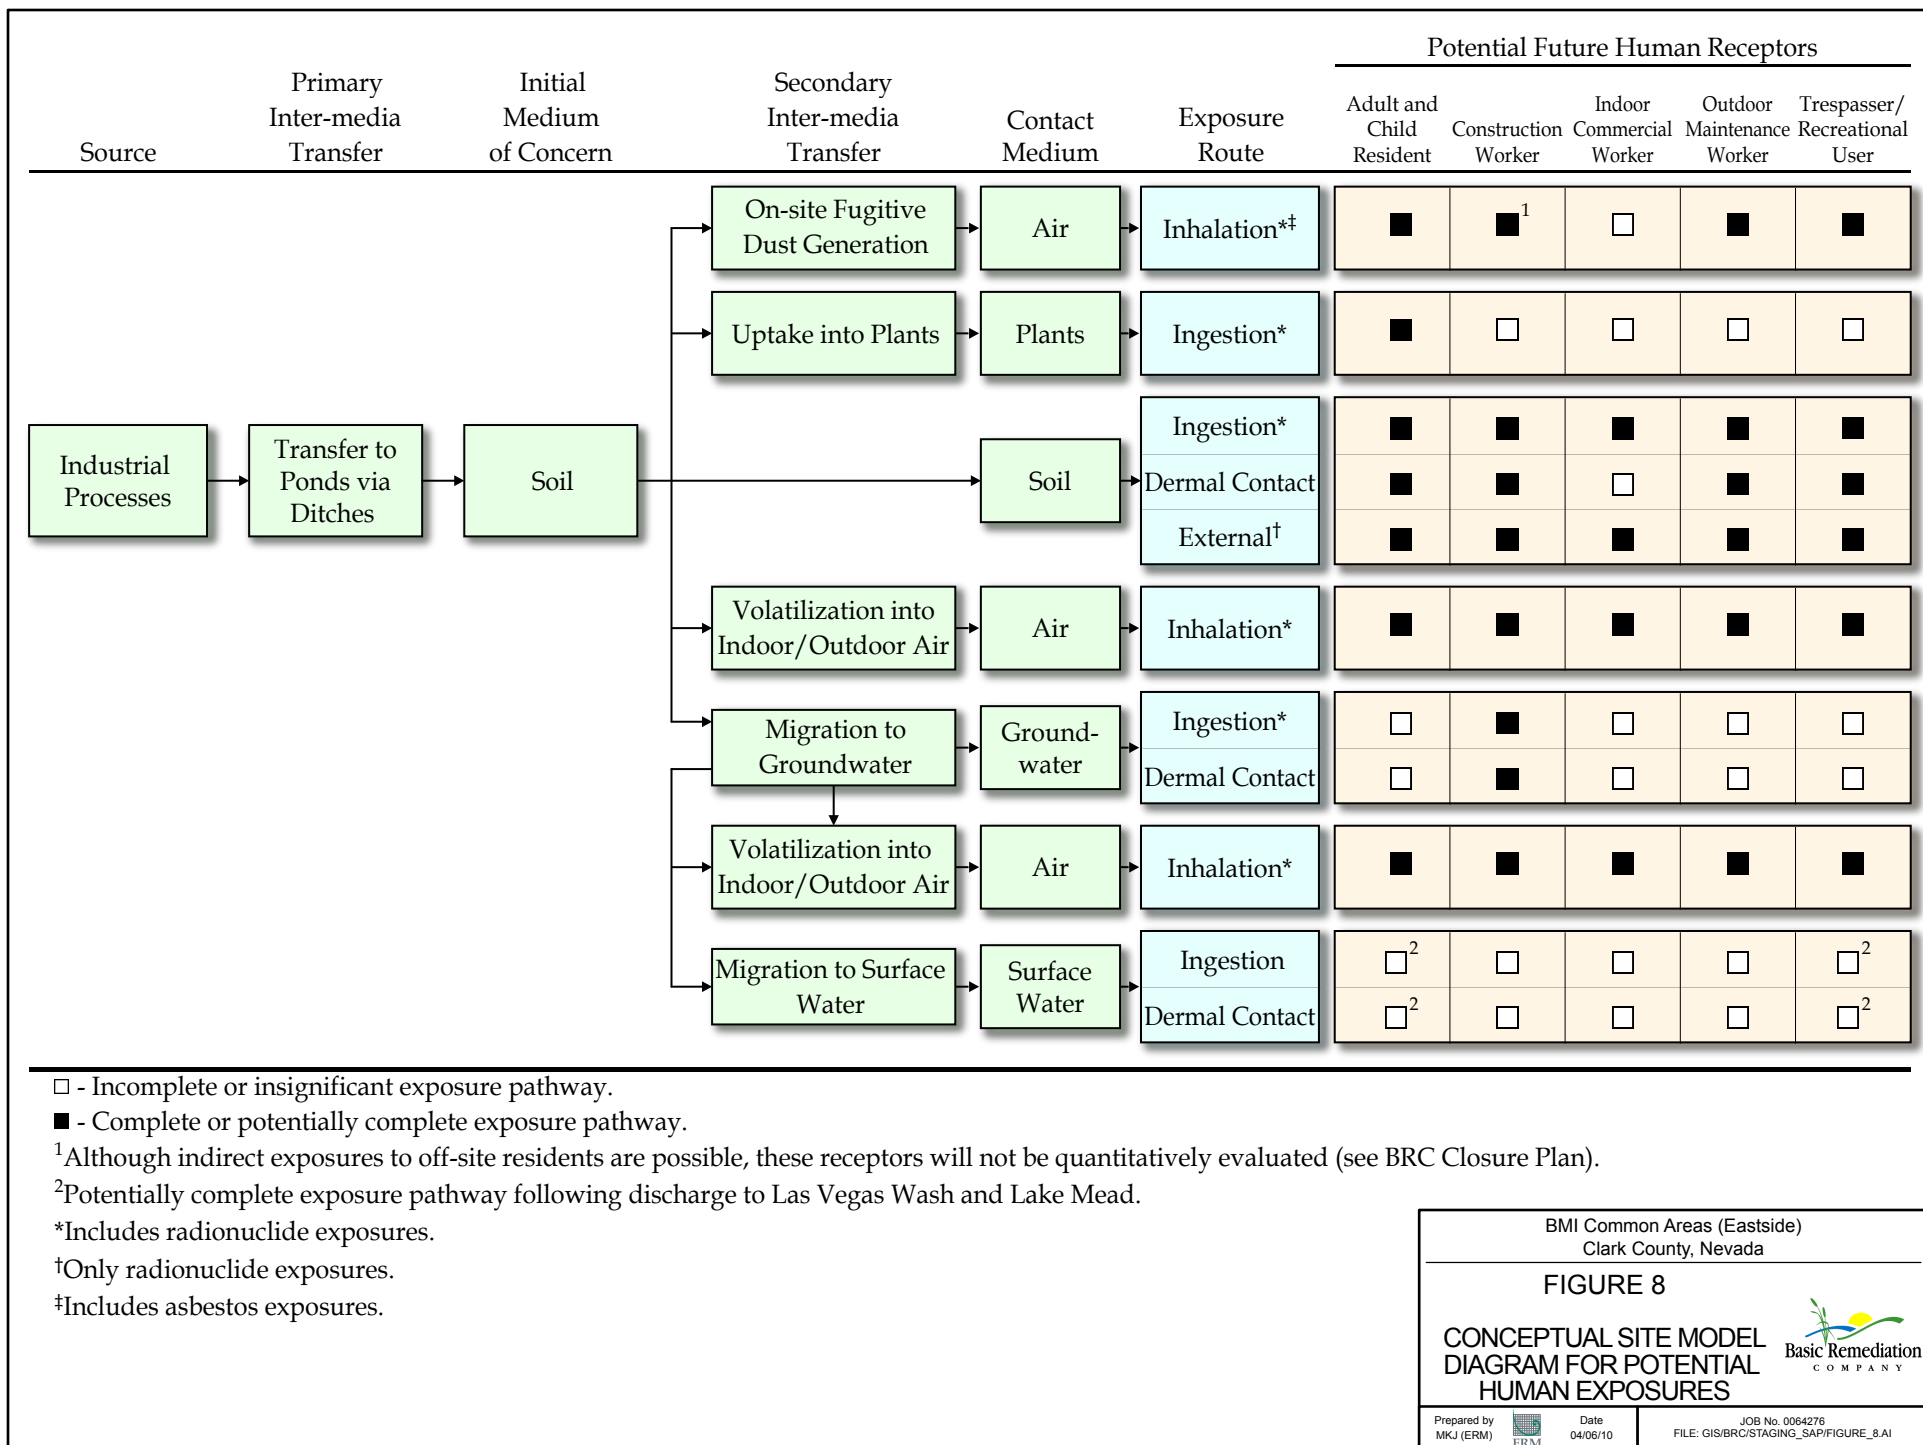 Potential Future Human Receptors
Source
Primary
Inter-media
Transfer
Initial
Medium
of Concern
Secondary
Inter-media
Transfer
Contact
Medium
Exposure
Route
Adult and
Child
Resident
Construction
Worker
Indoor
Commercial
Worker
Outdoor
Maintenance
Worker
Trespasser/
Recreational
User
On-site Fugitive
Dust Generation
Air
Inhalation*‡
1
Uptake into Plants
Plants
Ingestion*
Industrial
Processes
Transfer to
Ponds via
Ditches
Soil
Soil
Ingestion*
Dermal Contact
External†
Volatilization into
Indoor/Outdoor Air
Air
Inhalation*
Migration to
Groundwater
Ground-
water
Ingestion*
Dermal Contact
Volatilization into
Indoor/Outdoor Air
Air
Inhalation*
Migration to Surface
Water
Surface
Water
Ingestion
2
2
Dermal Contact
2
2
□ - Incomplete or insignificant exposure pathway.
■ - Complete or potentially complete exposure pathway.
1Although indirect exposures to off-site residents are possible, these receptors will not be quantitatively evaluated (see BRC Closure Plan).
2Potentially complete exposure pathway following discharge to Las Vegas Wash and Lake Mead.
*Includes radionuclide exposures.
†Only radionuclide exposures.
‡Includes asbestos exposures.
BMI Common Areas (Eastside)
Clark County, Nevada
FIGURE 8
CONCEPTUAL SITE MODEL
DIAGRAM FOR POTENTIAL
HUMAN EXPOSURES
Basic Remediation
COMPANY
Prepared by
MKJ (ERM)
ERM
Date
04/06/10
JOB No. 0064276
FILE: GIS/BRC/STAGING_SAP/FIGURE_8.AI